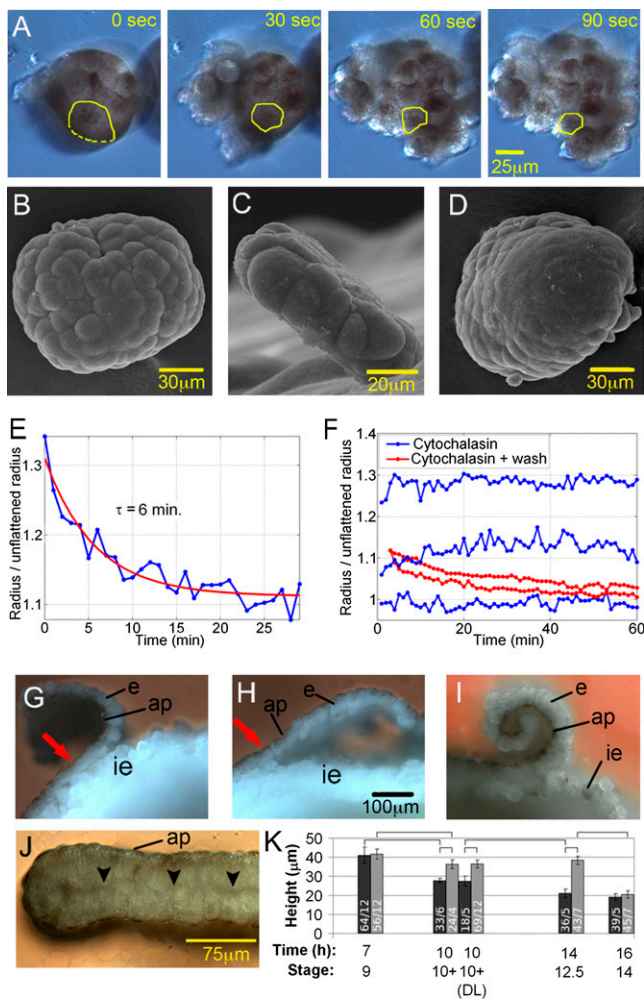 A 0 sec 30 sec 60 sec 90 sec
25μm
B C D
30μm 20μm 30μm
E F
Radius / unflattened radius
1.3
1.2
1.1
τ = 6 min.
0 5 10 15 20 25
Time (min)
Radius / unflattened radius
1.4
1.3
1.2
1.1
1
Cytochalasin
Cytochalasin + wash
0 20 40 60
Time (min)
G e ap ie
H e ap ie 100μm
I e ap ie
J ap
75μm
K
Height (μm)
50
40
30
20
10
0
64/12 56/12 33/6 24/4 18/5 69/12 36/5 43/7 39/5 45/7
Time (h): 7 10 10 14 16
Stage: 9 10+ 10+ 12.5 14
(DL)